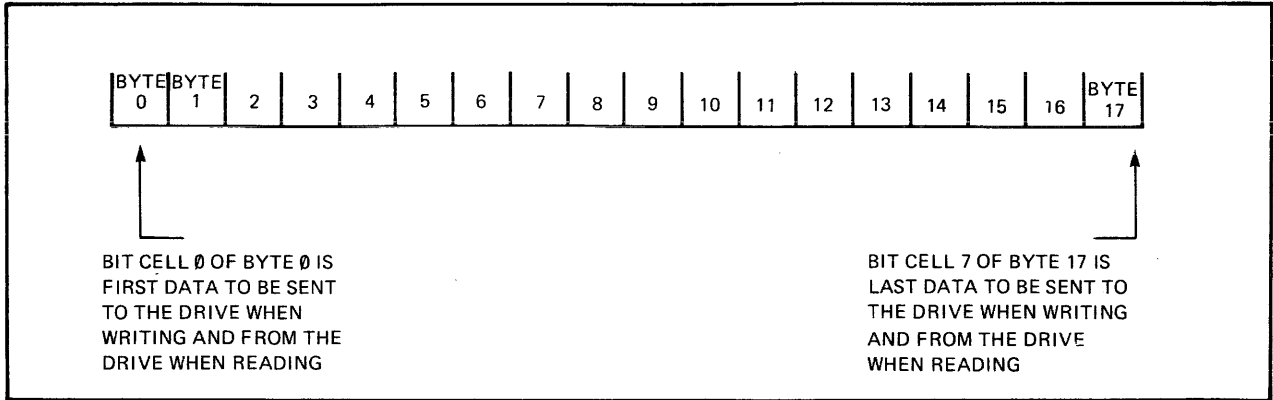 BYTE BYTE 2 3 4 5 6 7 8 9 10 11 12 13 14 15 16 BYTE
0 1 17
BIT CELL Ø OF BYTE Ø IS
FIRST DATA TO BE SENT
TO THE DRIVE WHEN
WRITING AND FROM THE
DRIVE WHEN READING
BIT CELL 7 OF BYTE 17 IS
LAST DATA TO BE SENT TO
THE DRIVE WHEN WRITING
AND FROM THE DRIVE
WHEN READING